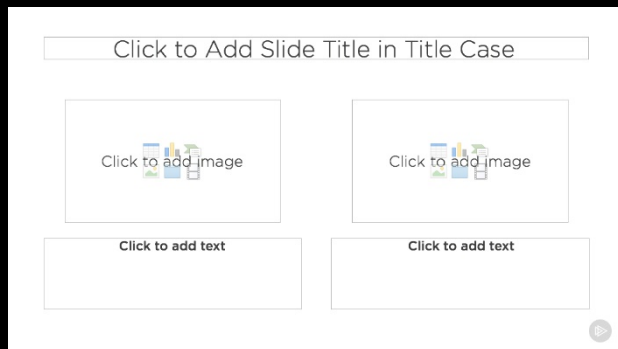 Click to Add Slide Title in Title Case
Click to add image
Click to add image
Click to add text
Click to add text